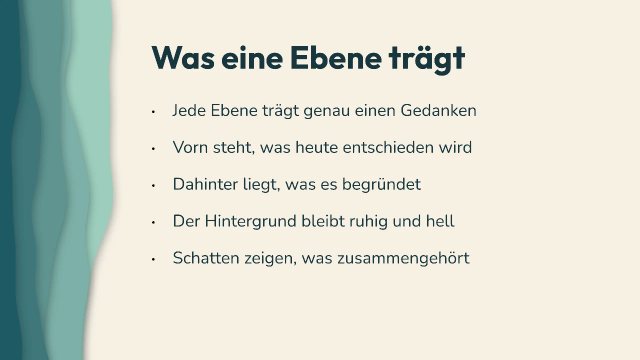 Was eine Ebene trägt
• Jede Ebene trägt genau einen Gedanken
• Vorn steht, was heute entschieden wird
• Dahinter liegt, was es begründet
• Der Hintergrund bleibt ruhig und hell
• Schatten zeigen, was zusammengehört